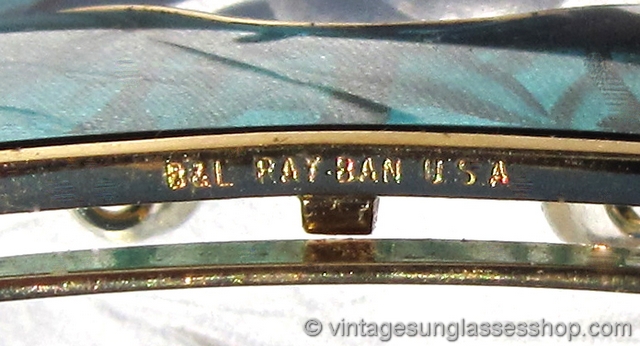 B&L RAY-BAN U.S.A
© vintagesunglassesshop.com